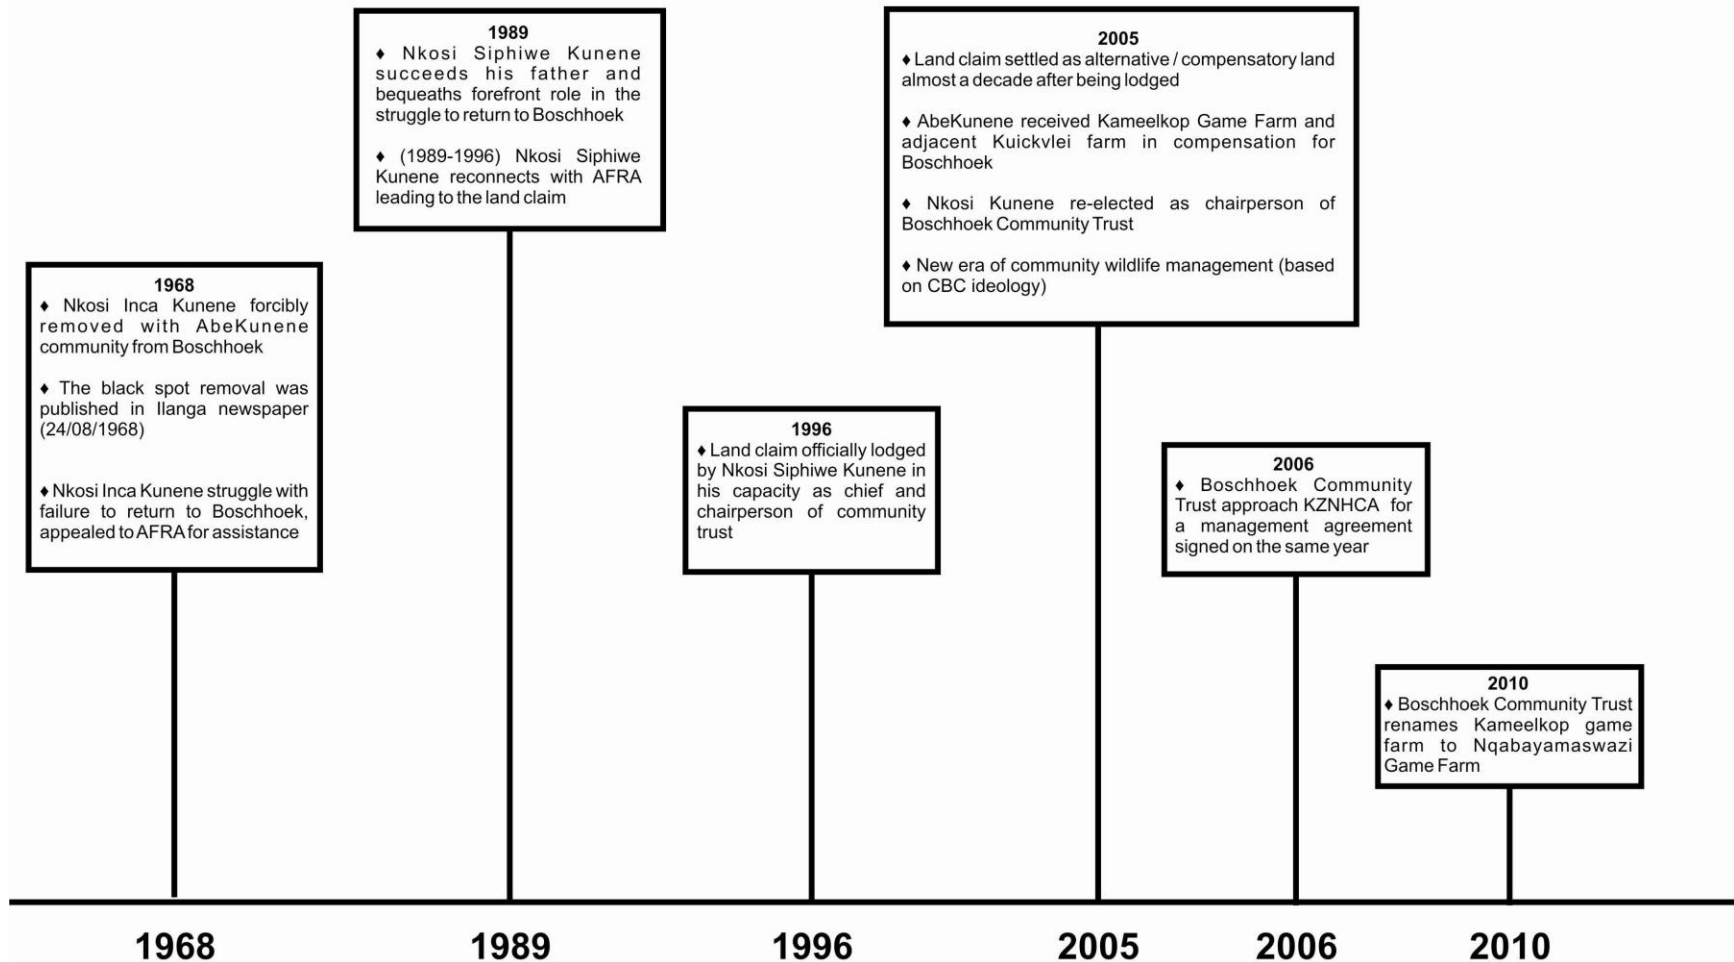 1968
♦ Nkosi Inca Kunene forcibly
removed with AbeKunene
community from Boschhoek
♦ The black spot removal was
published in Ilanga newspaper
(24/08/1968)
♦ Nkosi Inca Kunene struggle with
failure to return to Boschhoek,
appealed to AFRA for assistance
1989
♦ Nkosi Siphiwe Kunene
succeeds his father and
bequeaths forefront role in the
struggle to return to Boschhoek
♦ (1989-1996) Nkosi Siphiwe
Kunene reconnects with AFRA
leading to the land claim
1996
♦ Land claim officially lodged
by Nkosi Siphiwe Kunene in
his capacity as chief and
chairperson of community
trust
2005
♦ Land claim settled as alternative / compensatory land
almost a decade after being lodged
♦ AbeKunene received Kameelkop Game Farm and
adjacent Kuickvlei farm in compensation for
Boschhoek
♦ Nkosi Kunene re-elected as chairperson of
Boschhoek Community Trust
♦ New era of community wildlife management (based
on CBC ideology)
2006
♦ Boschhoek Community
Trust approach KZNHCA for
a management agreement
signed on the same year
2010
♦ Boschhoek Community Trust
renames Kameelkop game
farm to Nqabayamaswazi
Game Farm
1968 1989 1996 2005 2006 2010